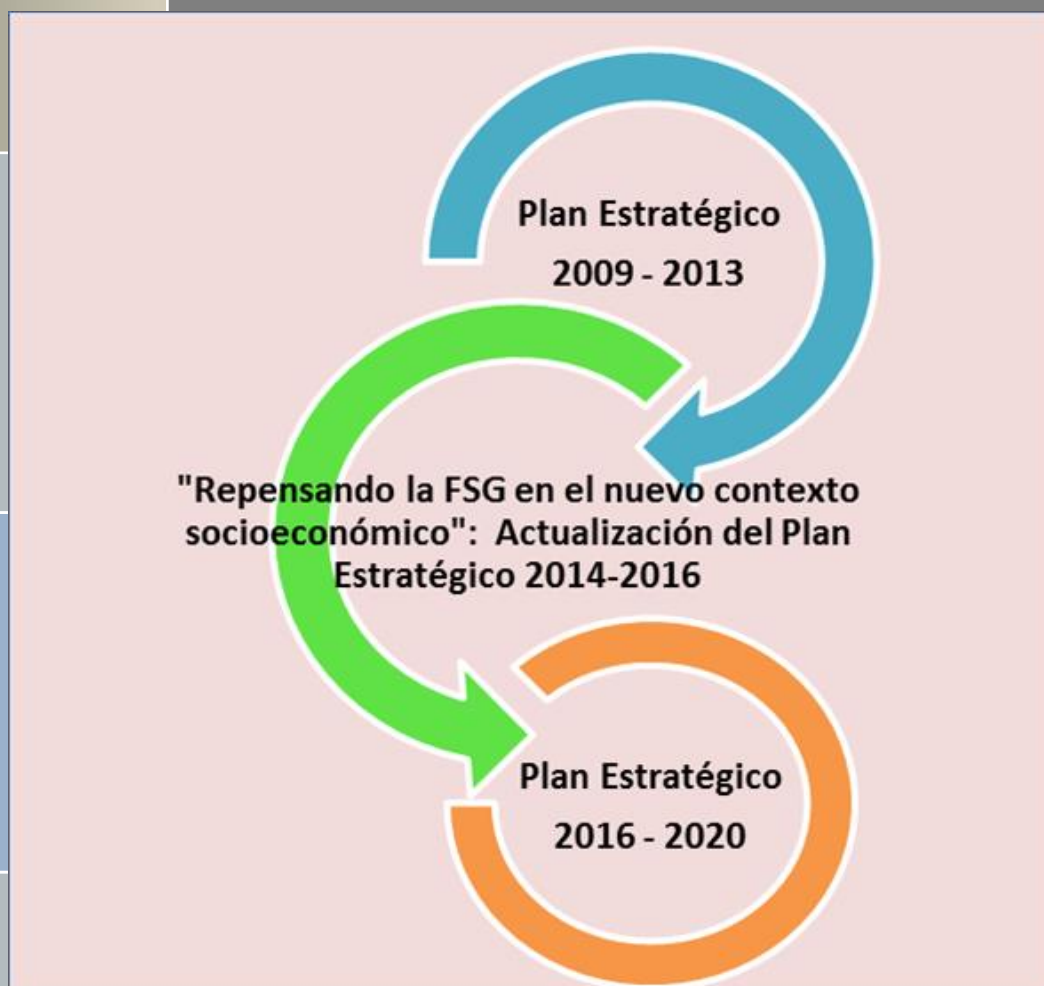 Plan Estratégico
2009 - 2013
"Repensando la FSG en el nuevo contexto
socioeconómico": Actualización del Plan
Estratégico 2014-2016
Plan Estratégico
2016 - 2020